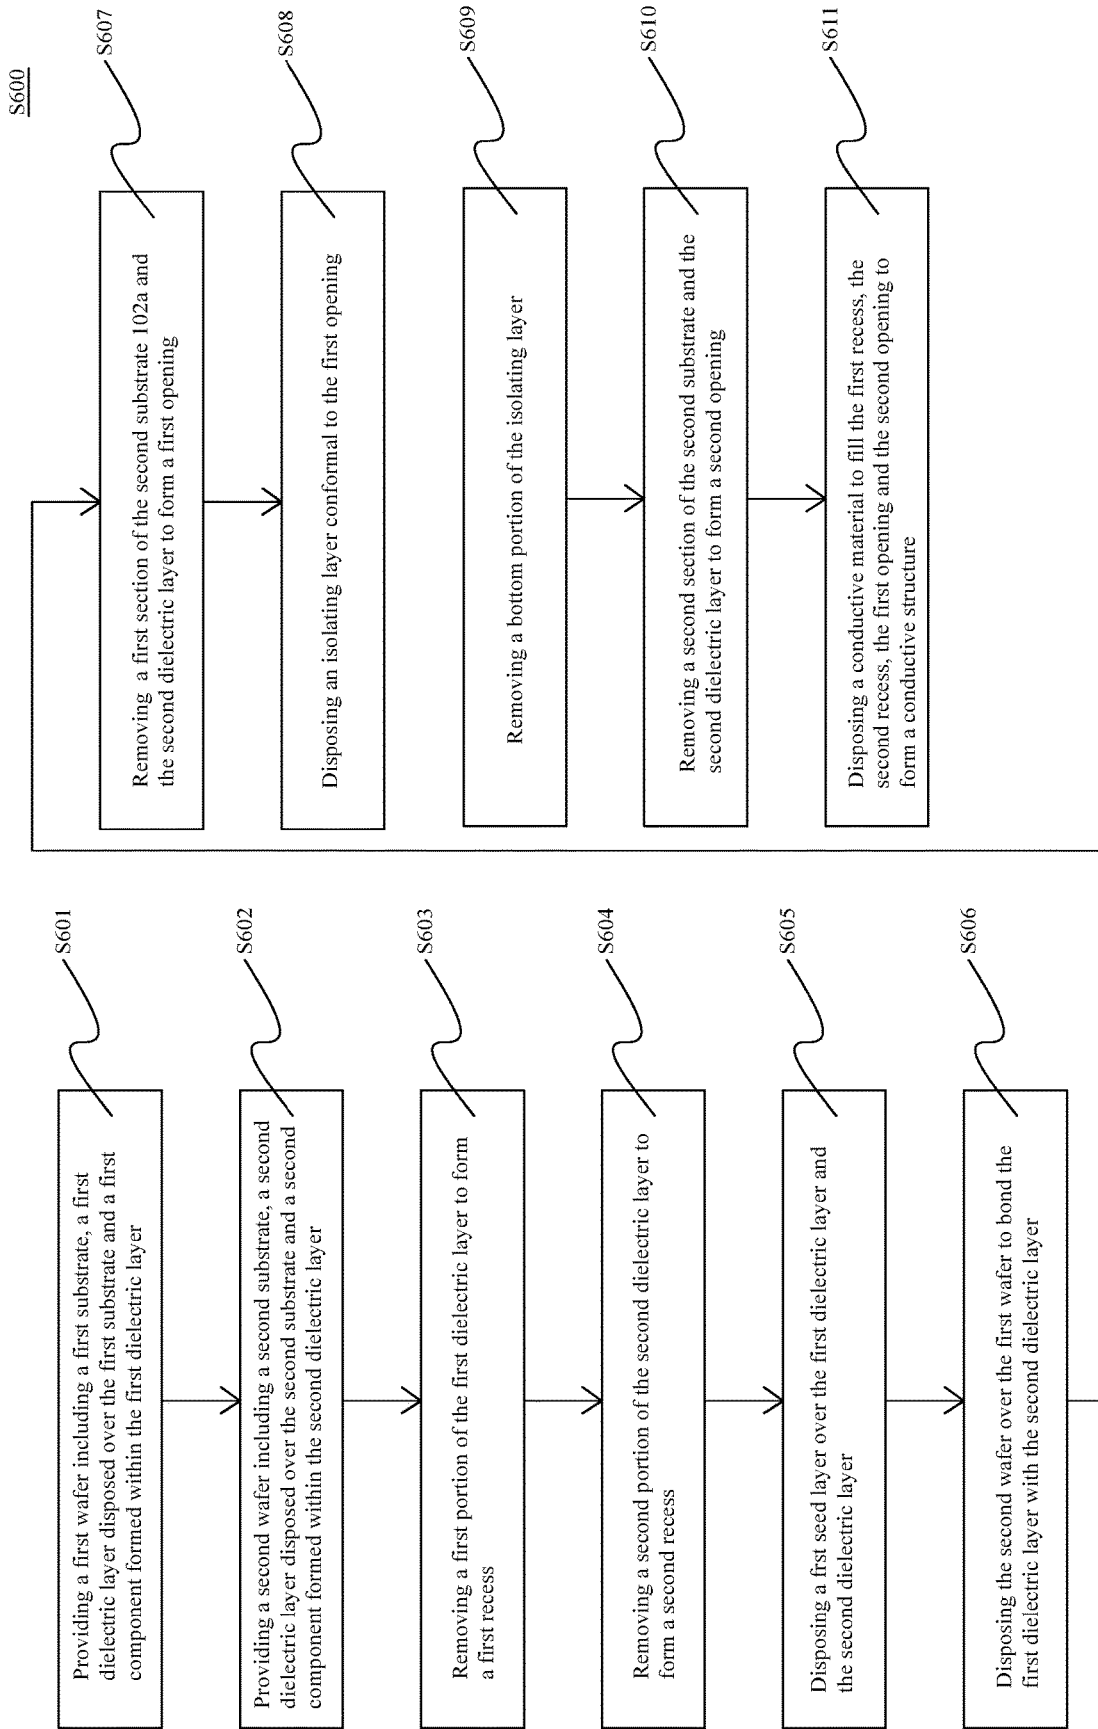 S600
Providing a first wafer including a first substrate, a first
dielectric layer disposed over the first substrate and a first
component formed within the first dielectric layer
S601
Providing a second wafer including a second substrate, a second
dielectric layer disposed over the second substrate and a second
component formed within the second dielectric layer
S602
Removing a first portion of the first dielectric layer to form
a first recess
S603
Removing a second portion of the second dielectric layer to
form a second recess
S604
Disposing a frst seed layer over the first dielectric layer and
the second dielectric layer
S605
Disposing the second wafer over the first wafer to bond the
first dielectric layer with the second dielectric layer
S606
Removing a first section of the second substrate 102a and
the second dielectric layer to form a first opening
S607
Disposing an isolating layer conformal to the first opening
S608
Removing a bottom portion of the isolating layer
S609
Removing a second section of the second substrate and the
second dielectric layer to form a second opening
S610
Disposing a conductive material to fill the first recess, the
second recess, the first opening and the second opening to
form a conductive structure
S611